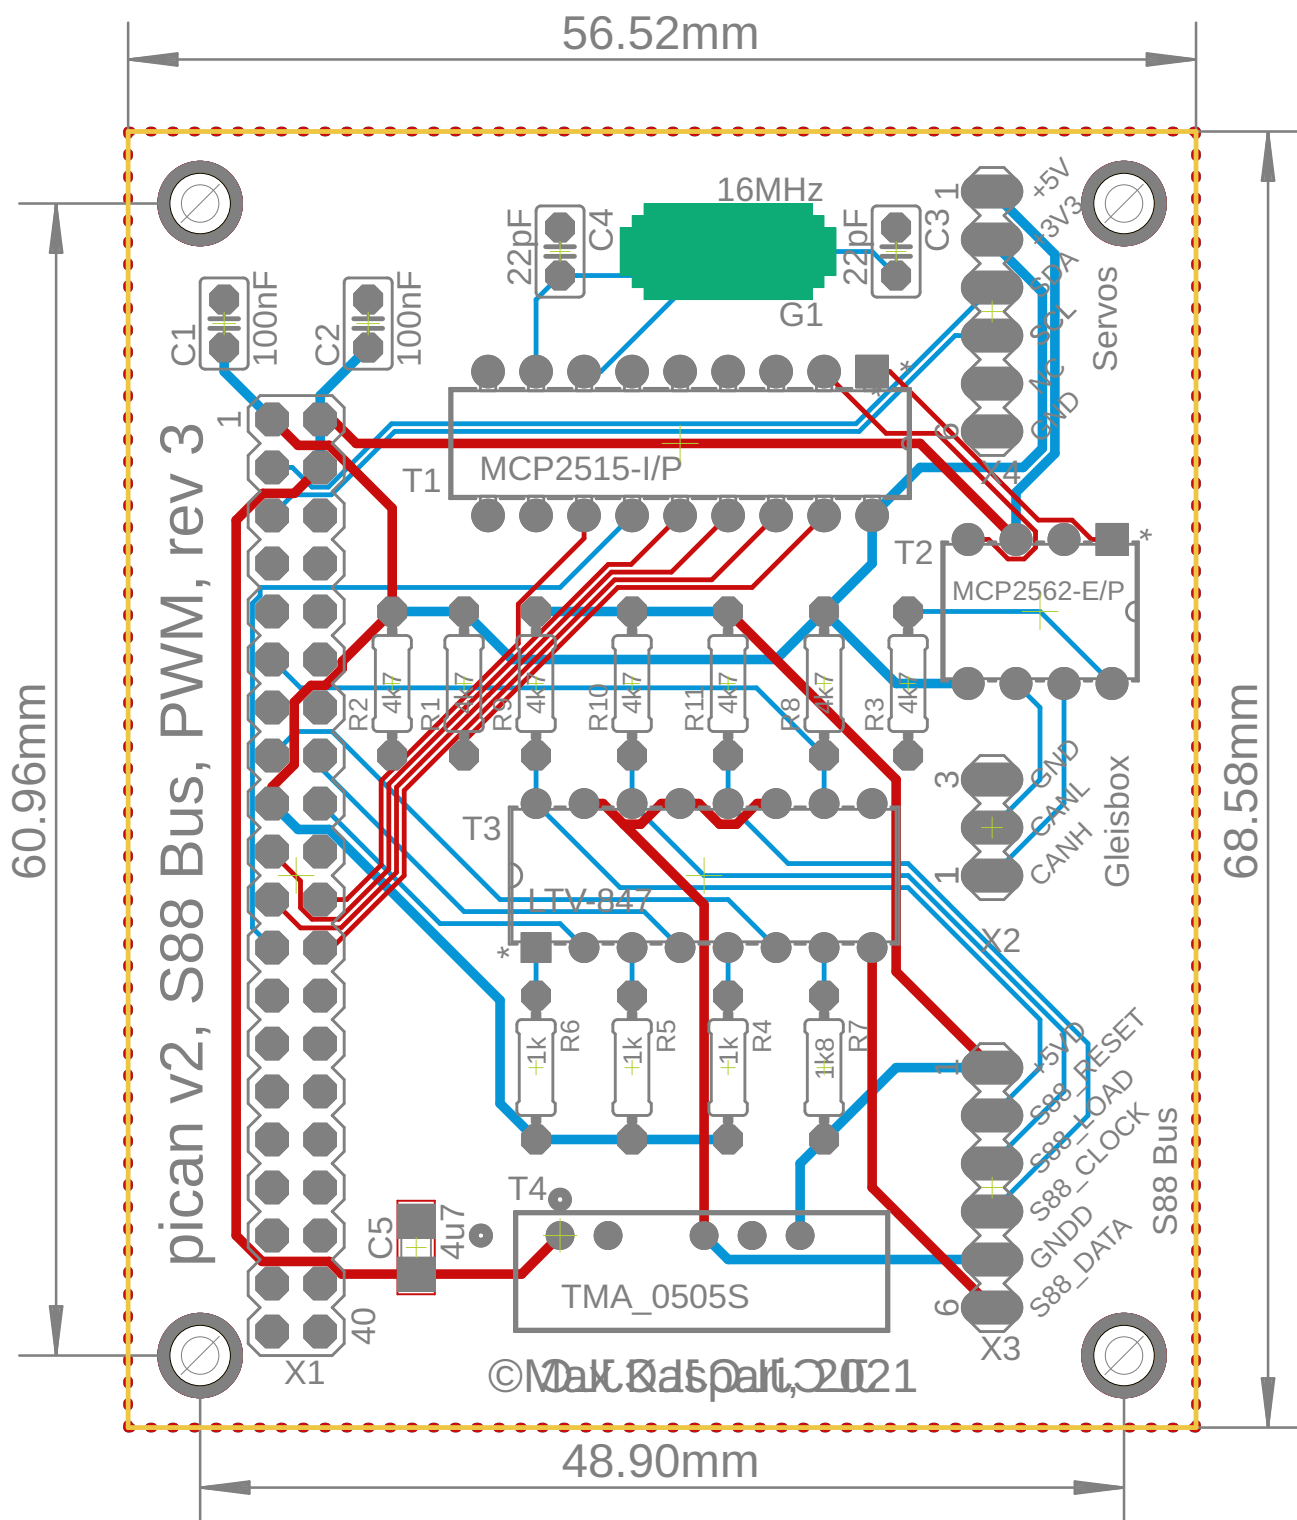 56.52mm
16MHz
22pF
C4
22pF
C3
G1
1
+5V
+3V3
SDA
SCL
NC
GND
6
Servos
X4
C1
100nF
C2
100nF
1
T1
MCP2515-I/P
*
T2
MCP2562-E/P
*
pican v2, S88 Bus, PWM, rev 3
R2
4k7
R1
4k7
R9
4k7
R10
4k7
R11
4k7
R8
4k7
R3
4k7
60.96mm
68.58mm
3
GND
CANL
CANH
1
Gleisbox
X2
T3
LTV-847
*
1k
R6
1k
R5
1k
R4
1k8
R7
1
+5VD
S88_RESET
S88_LOAD
S88_CLOCK
GNDD
S88_DATA
6
S88 Bus
X3
T4
C5
4u7
TMA_0505S
40
X1
©
2021
48.90mm